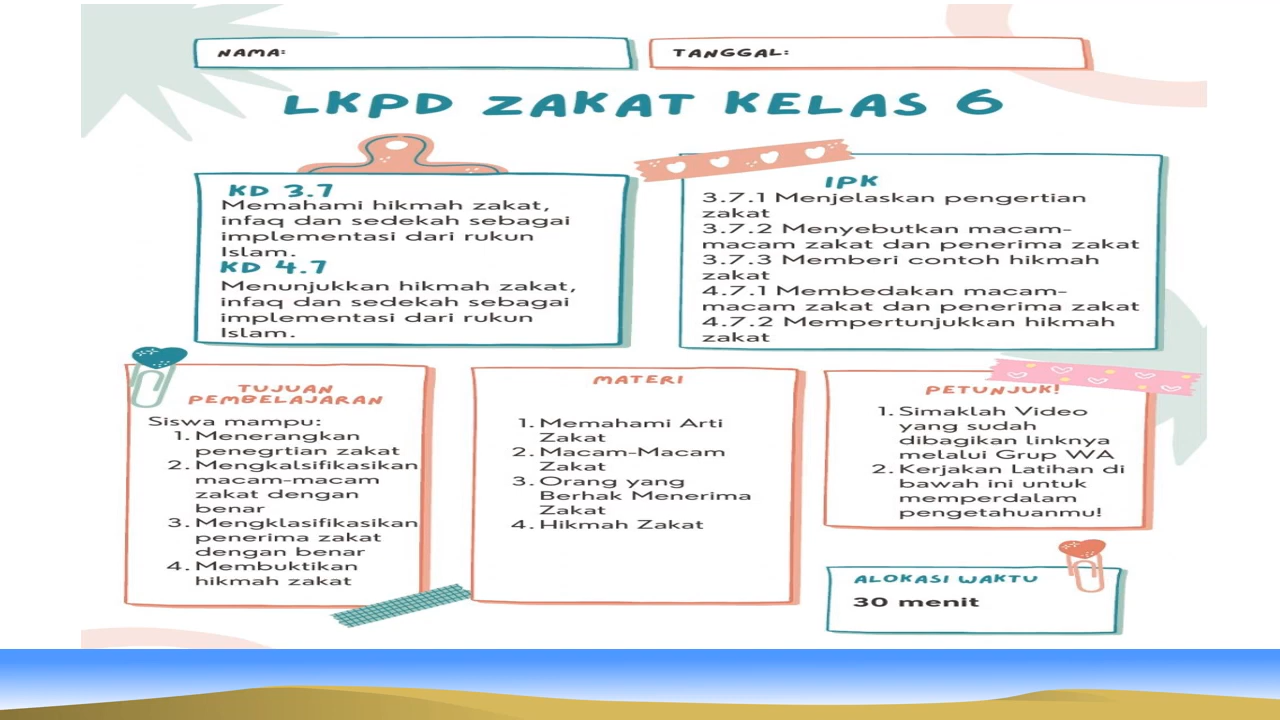 NAMA:
TANGGAL:
LKPD ZAKAT KELAS 6
KD 3.7
Memahami hikmah zakat,
infaq dan sedekah sebagai
implementasi dari rukun
Islam.
KD 4.7
Menunjukkan hikmah zakat,
infaq dan sedekah sebagai
implementasi dari rukun
Islam.
IPK
3.7.1 Menjelaskan pengertian
zakat
3.7.2 Menyebutkan macam-
macam zakat dan penerima zakat
3.7.3 Memberi contoh hikmah
zakat
4.7.1 Membedakan macam-
macam zakat dan penerima zakat
4.7.2 Mempertunjukkan hikmah
zakat
TUJUAN
PEMBELAJARAN
Siswa mampu:
1. Menerangkan
penegrtian zakat
2. Mengkalsifikasikan
macam-macam
zakat dengan
benar
3. Mengklasifikasikan
penerima zakat
dengan benar
4. Membuktikan
hikmah zakat
MATERI
1. Memahami Arti
Zakat
2. Macam-Macam
Zakat
3. Orang yang
Berhak Menerima
Zakat
4. Hikmah Zakat
PETUNJUK!
1. Simaklah Video
yang sudah
dibagikan linknya
melalui Grup WA
2. Kerjakan Latihan di
bawah ini untuk
memperdalam
pengetahuanmu!
ALOKASI WAKTU
30 menit